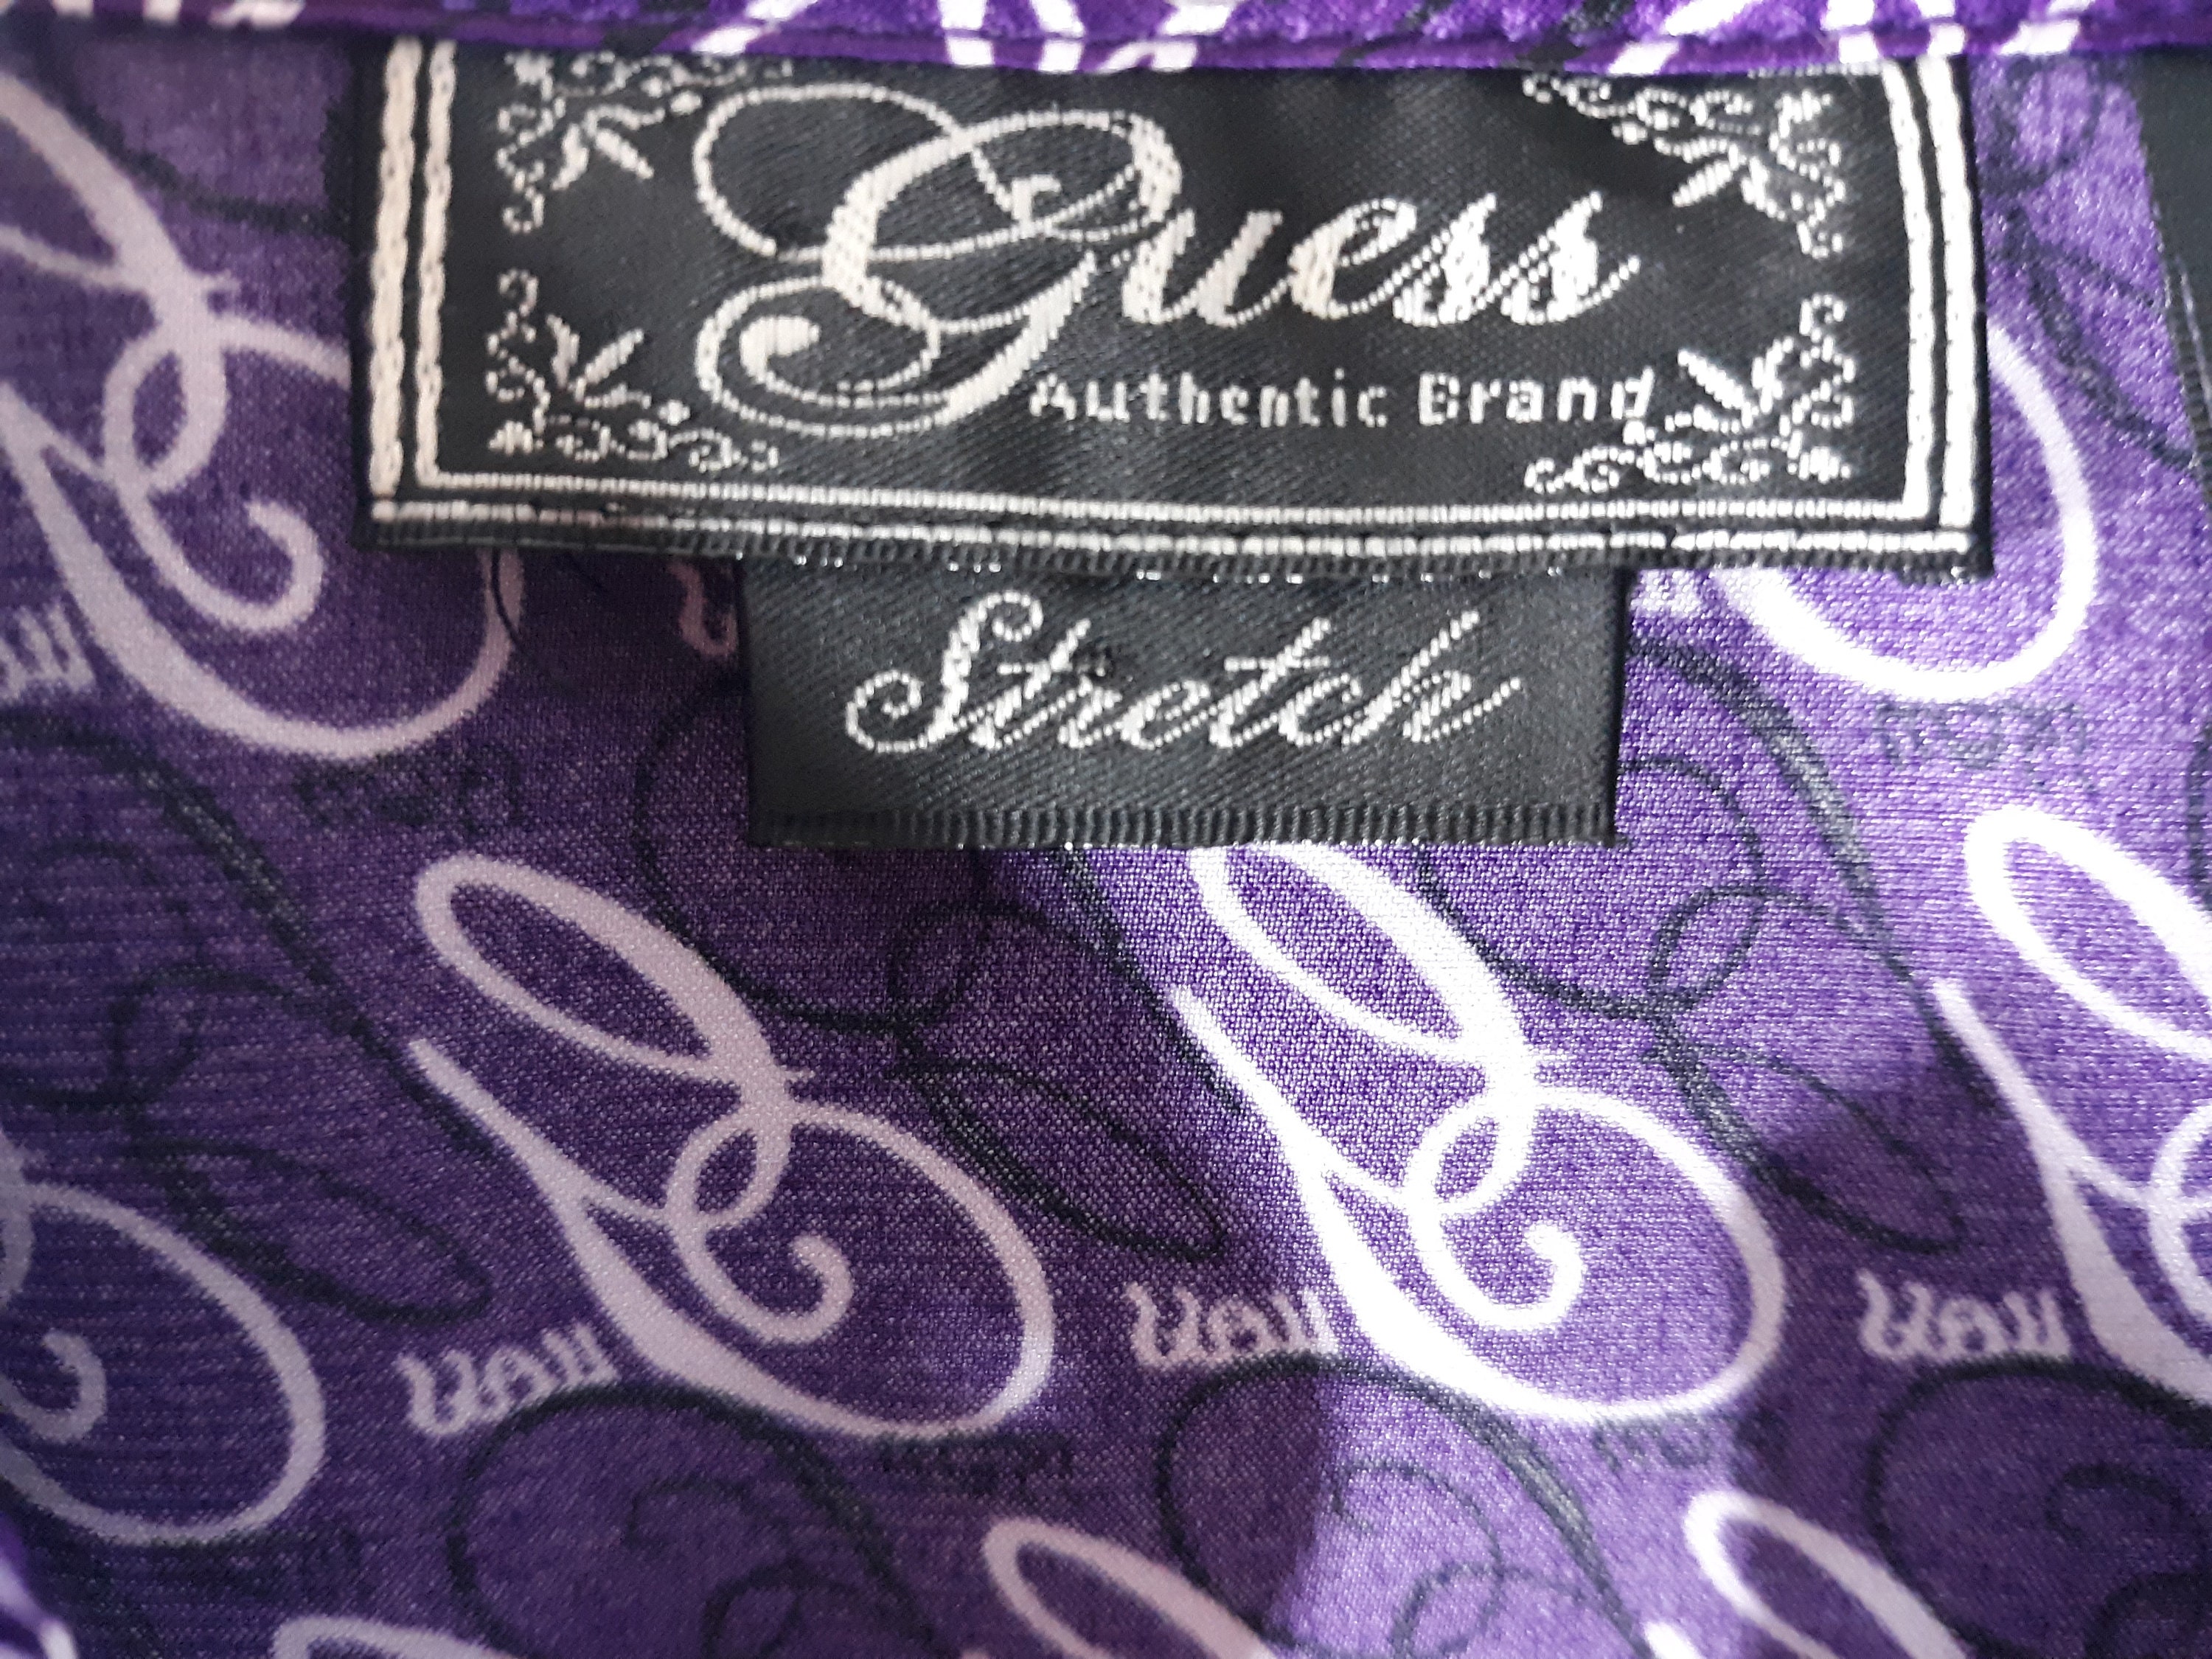 Guess
Authentic Brand
Stretch